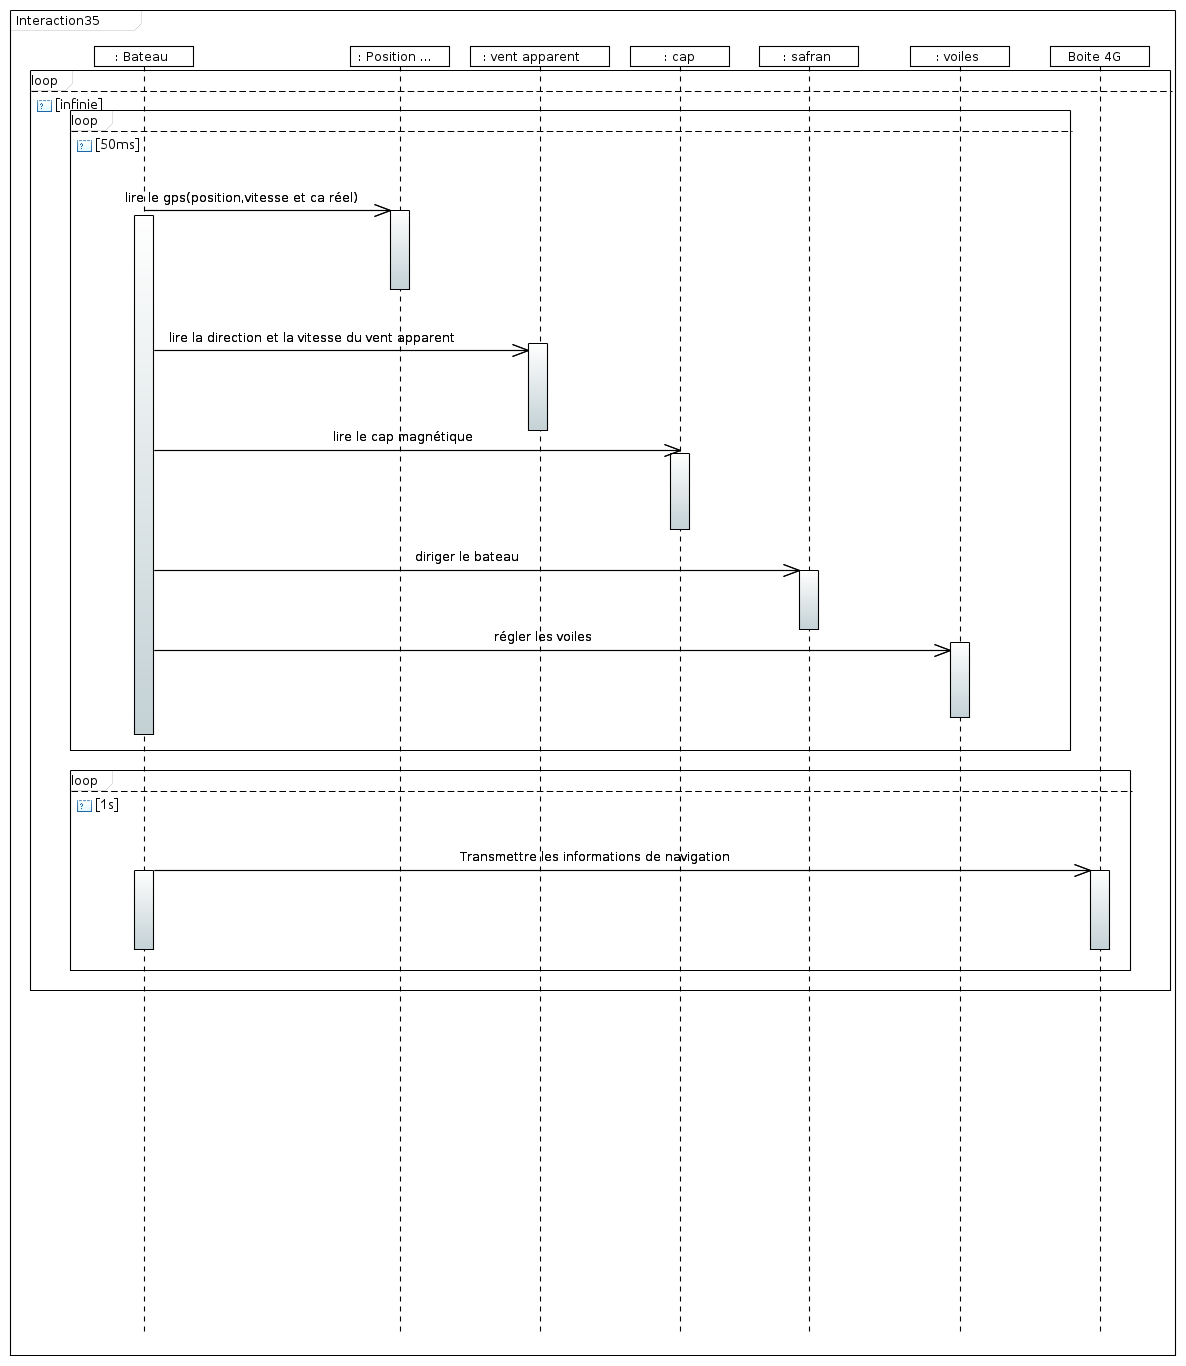 Interaction35
: Bateau
: Position ...
: vent apparent
: cap
: safran
: voiles
Boite 4G
loop
[infinie]
loop
[50ms]
lire le gps(position,vitesse et ca réel)
lire la direction et la vitesse du vent apparent
lire le cap magnétique
diriger le bateau
régler les voiles
loop
[1s]
Transmettre les informations de navigation